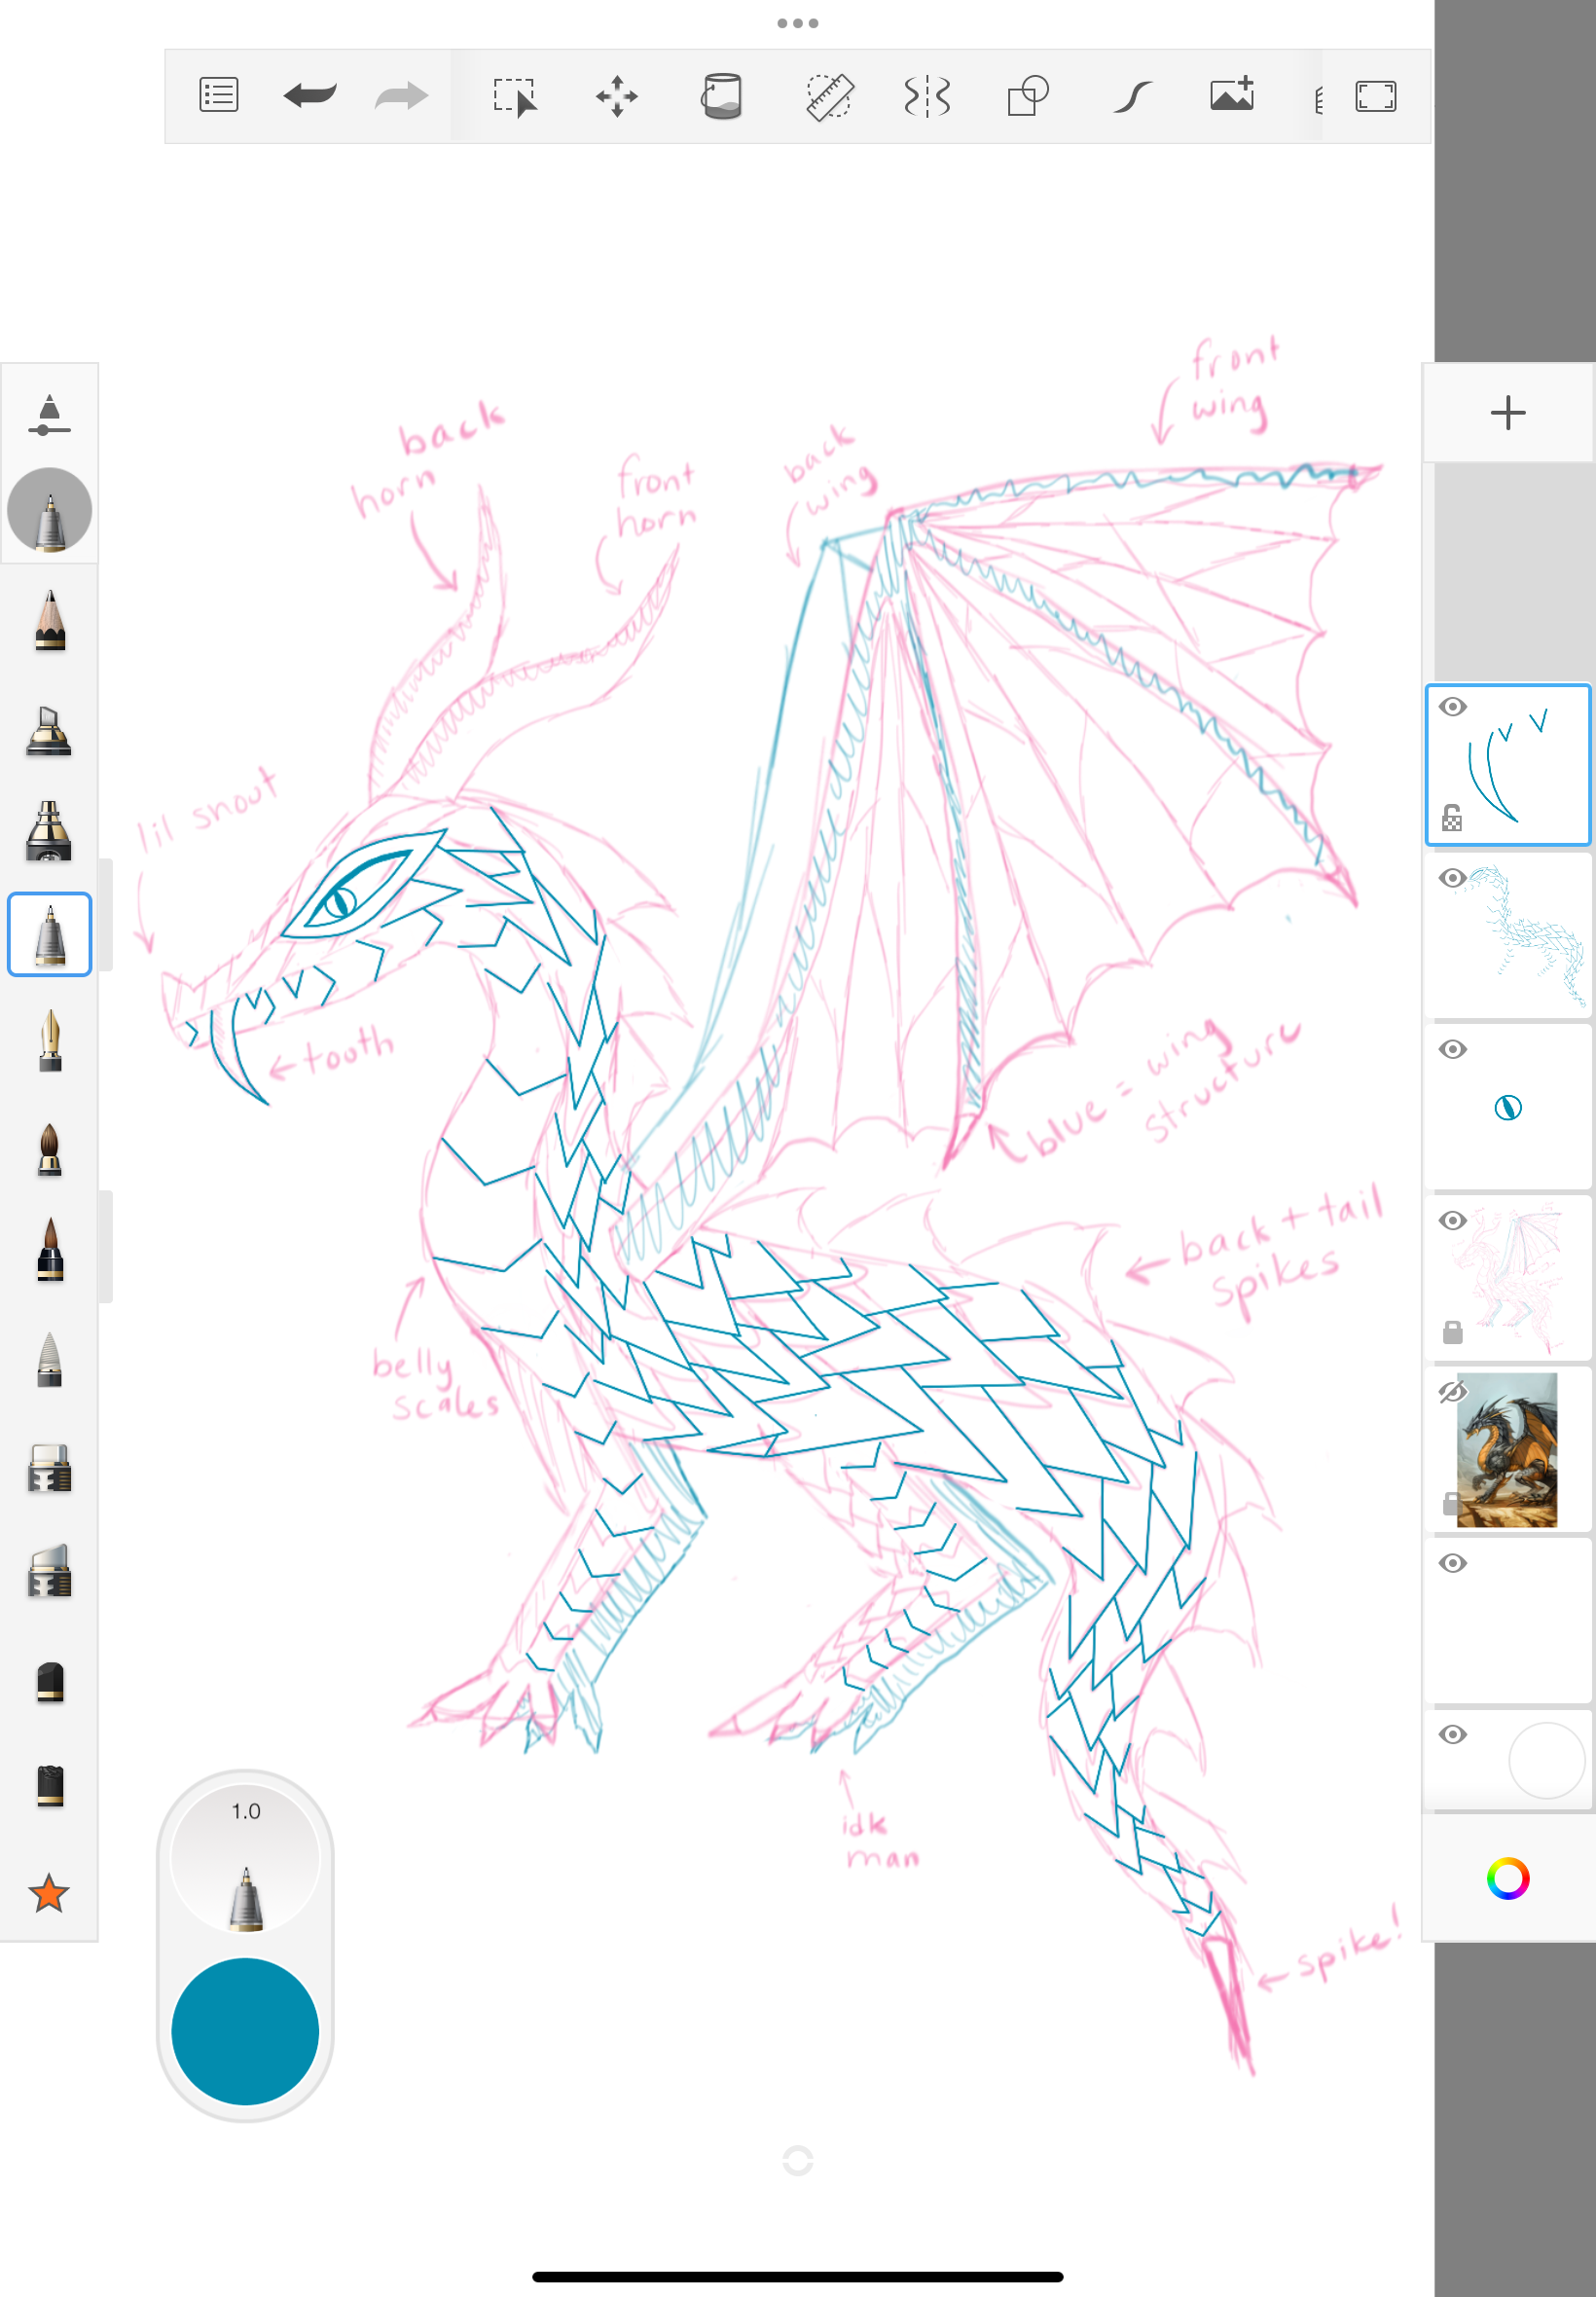 front
wing
back
horn
front
horn
back
wing
lil snout
tooth
blue = wing
structure
back + tail
spikes
belly
scales
idk
man
1.0
spike!